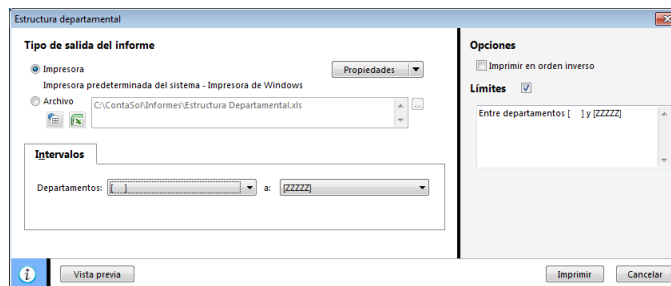 Estructura departamental
Tipo de salida del informe
Impresora
Propiedades
Impresora predeterminada del sistema - Impresora de Windows
Archivo
C:\ContaSol\Informes\Estructura Departamental.xls
...
Intervalos
Departamentos:
[     ]
a:
[ZZZZZ]
Opciones
Imprimir en orden inverso
Límites
Entre departamentos [     ] y [ZZZZZ]
Vista previa
Imprimir
Cancelar